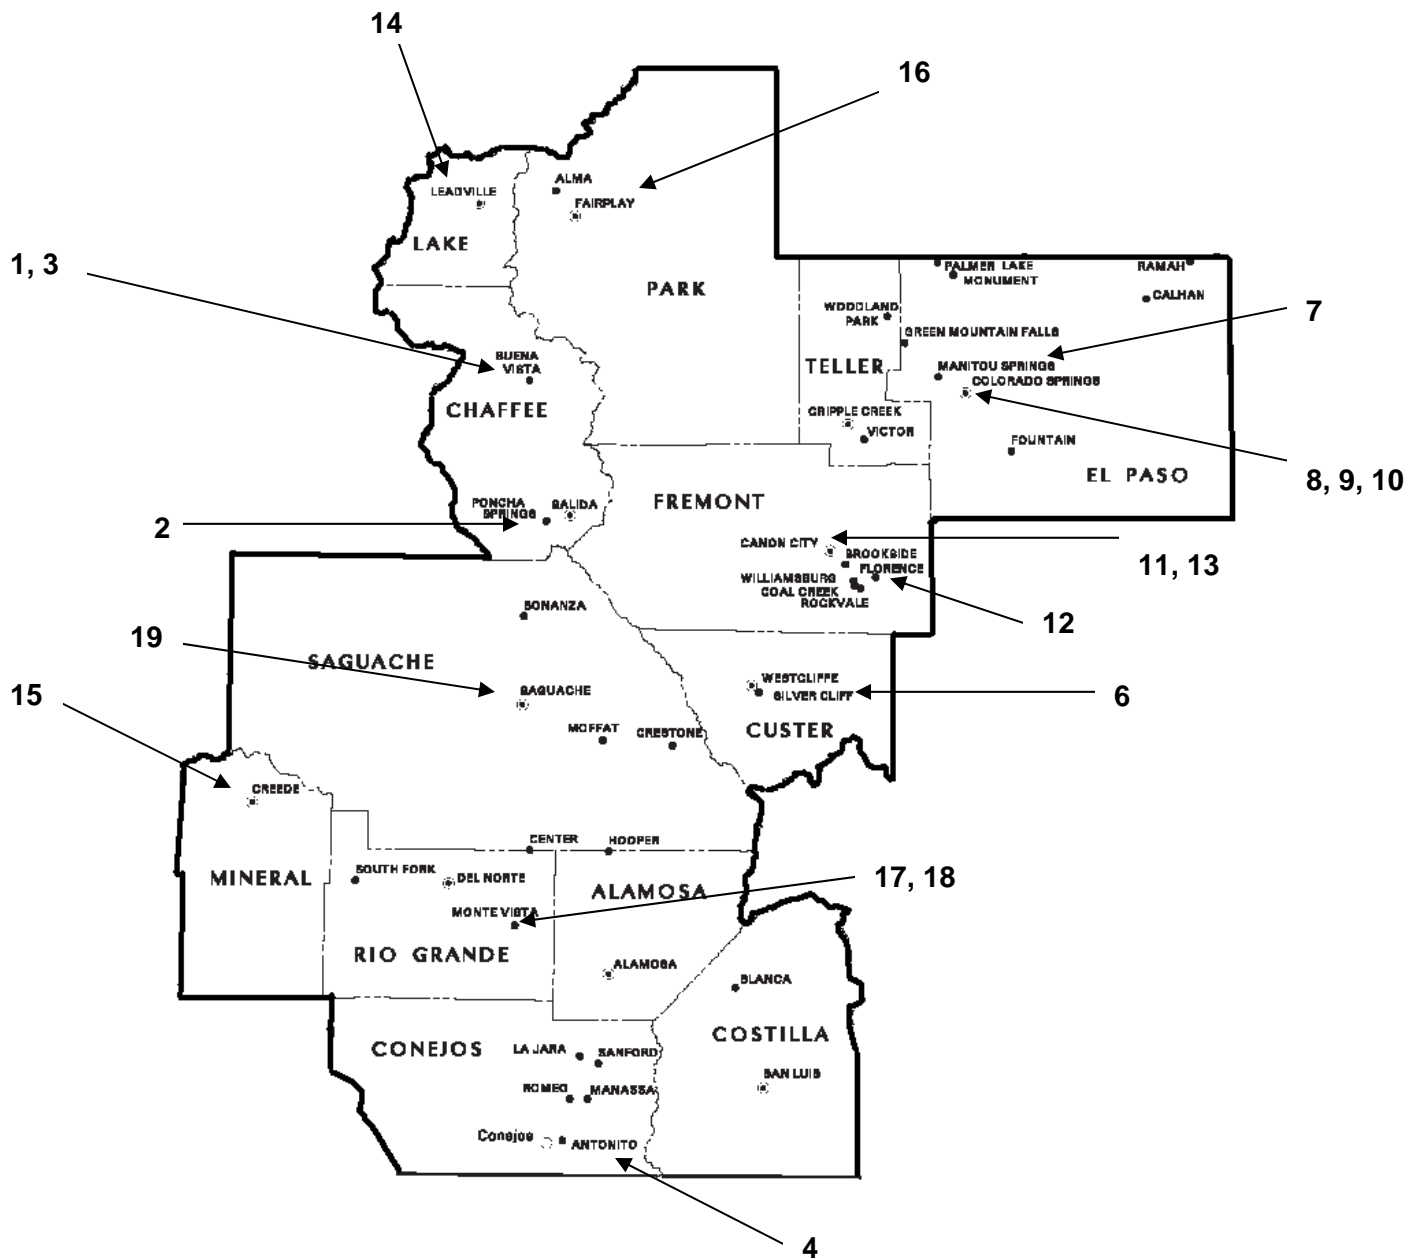 14
16
ALMA
LEADVILLE
FAIRPLAY
LAKE
1, 3
PARK
PALMER LAKE
MONUMENT
RAMAH
CALHAN
WOODLAND
PARK
GREEN MOUNTAIN FALLS
7
BUENA
VISTA
TELLER
MANITOU SPRINGS
COLORADO SPRINGS
CHAFFEE
CRIPPLE CREEK
VICTOR
FOUNTAIN
EL PASO
8, 9, 10
PONCHA
SPRINGS
SALIDA
FREMONT
2
CANON CITY
BROOKSIDE
FLORENCE
11, 13
WILLIAMSBURG
COAL CREEK
ROCKVALE
12
BONANZA
19
SAGUACHE
SAGUACHE
WESTCLIFFE
SILVER CLIFF
6
15
MOFFAT
CRESTONE
CUSTER
CREEDE
CENTER
HOOPER
MINERAL
SOUTH FORK
DEL NORTE
ALAMOSA
17, 18
MONTE VISTA
RIO GRANDE
ALAMOSA
BLANCA
CONEJOS
LA JARA
SANFORD
COSTILLA
SAN LUIS
ROMEO
MANASSA
Conejos
ANTONITO
4